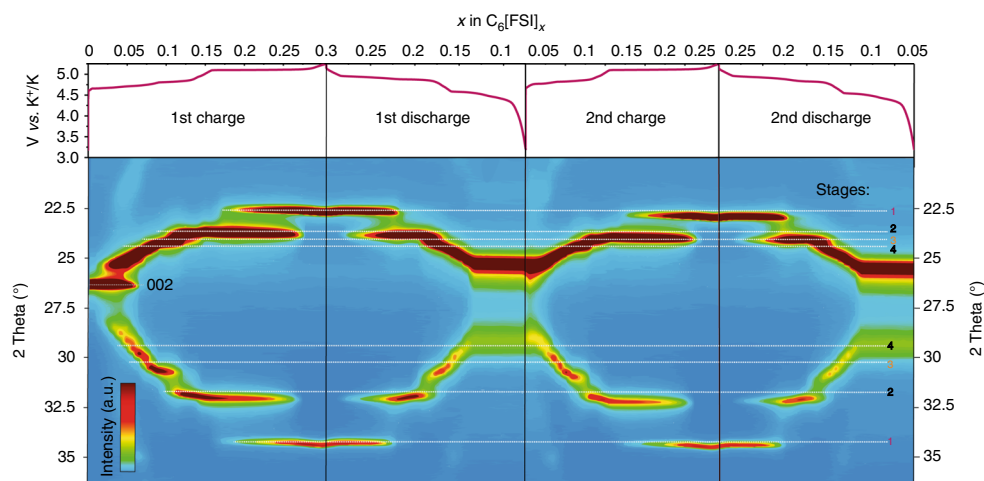 x in C₆[FSI]ₓ
0 0.05 0.1 0.15 0.2 0.25 0.3 0.25 0.2 0.15 0.1 0.05 0.1 0.15 0.2 0.25 0.25 0.2 0.15 0.1 0.05
V vs. K⁺/K
5.0
4.5
4.0
3.5
3.0
1st charge
1st discharge
2nd charge
2nd discharge
Stages:
2 Theta (°)
22.5
25
27.5
30
32.5
35
002
1
2
3
4
4
3
2
1
22.5
25
27.5
30
32.5
35
2 Theta (°)
Intensity (a.u.)